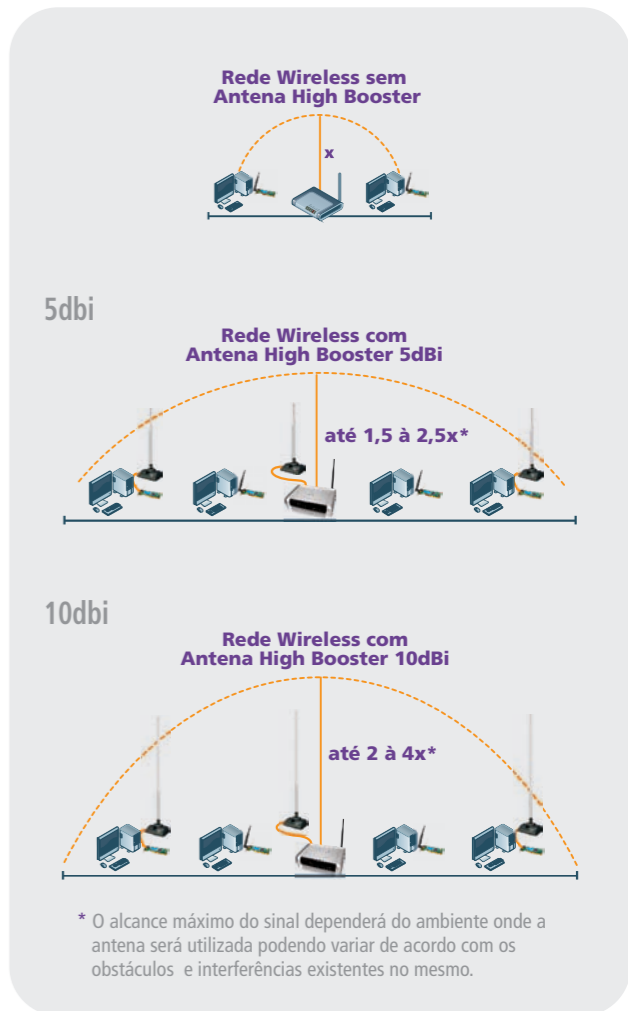 Rede Wireless sem
Antena High Booster
x
5dbi
Rede Wireless com
Antena High Booster 5dBi
até 1,5 à 2,5x*
10dbi
Rede Wireless com
Antena High Booster 10dBi
até 2 à 4x*
* O alcance máximo do sinal dependerá do ambiente onde a
antena será utilizada podendo variar de acordo com os
obstáculos e interferências existentes no mesmo.